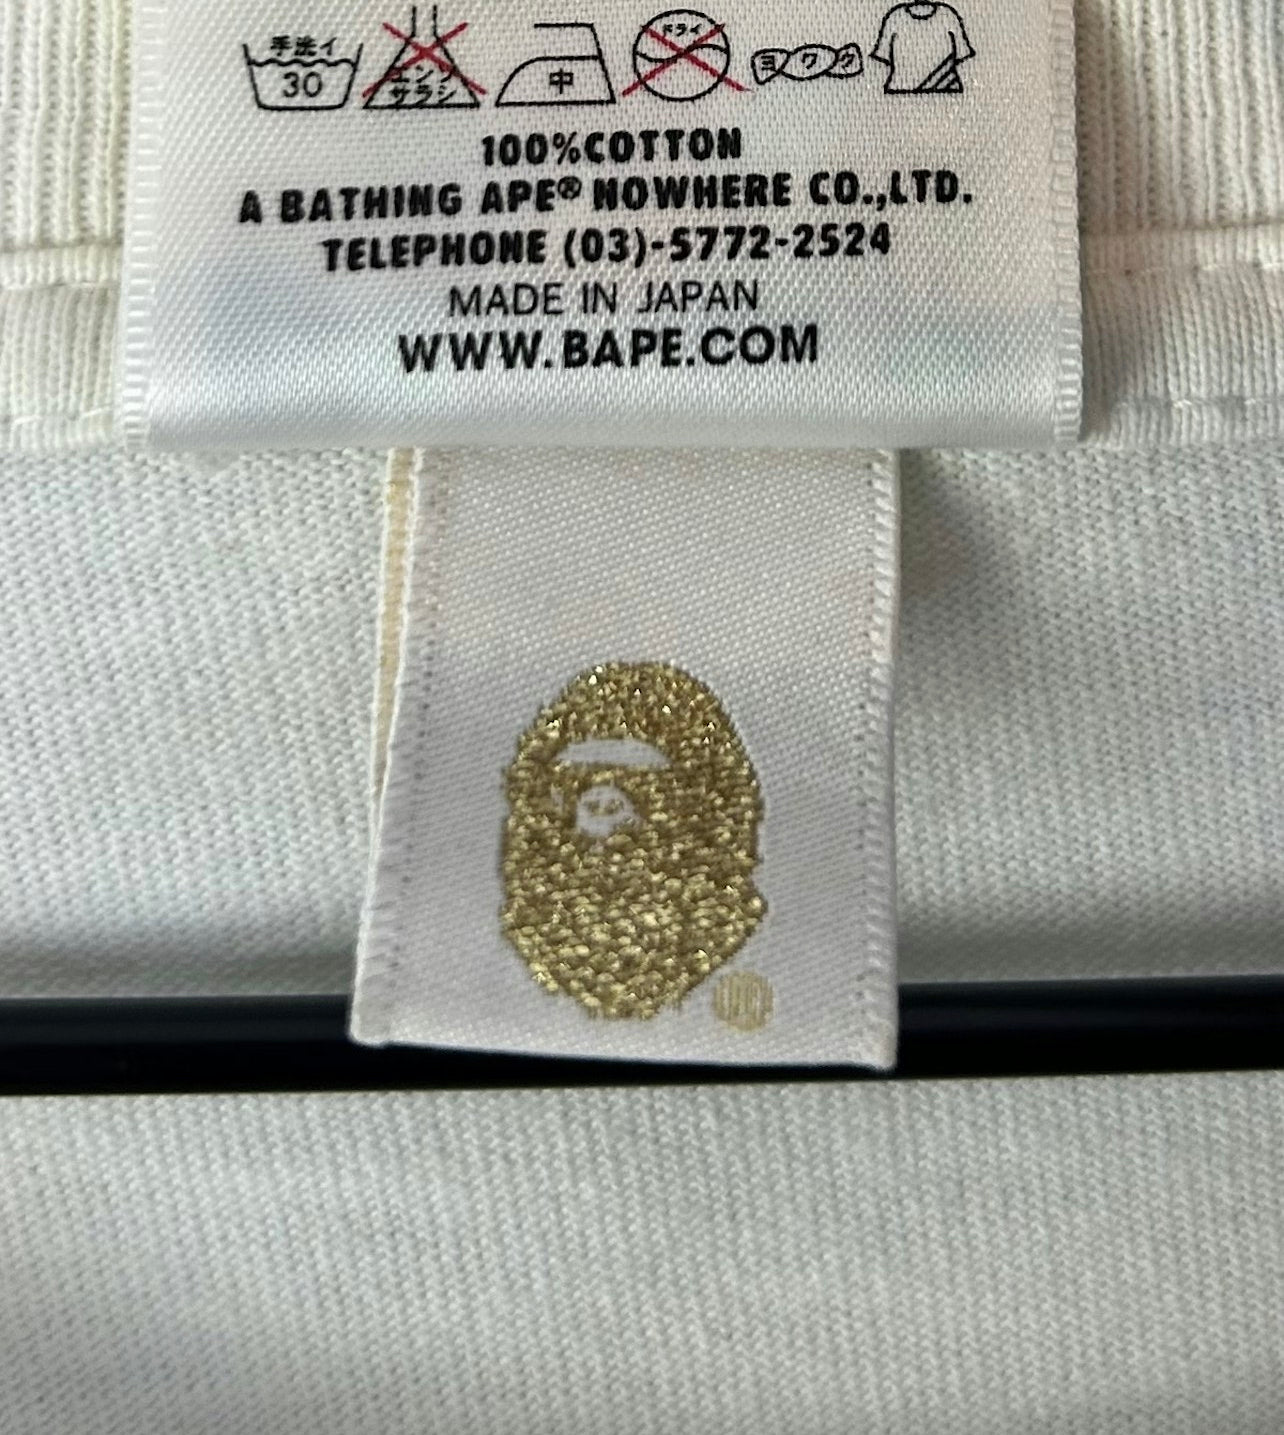 手洗イ
30
エンソ
サラシ
中
ドライ
ヨワク
100%COTTON
A BATHING APE® NOWHERE CO.,LTD.
TELEPHONE (03)-5772-2524
MADE IN JAPAN
WWW.BAPE.COM